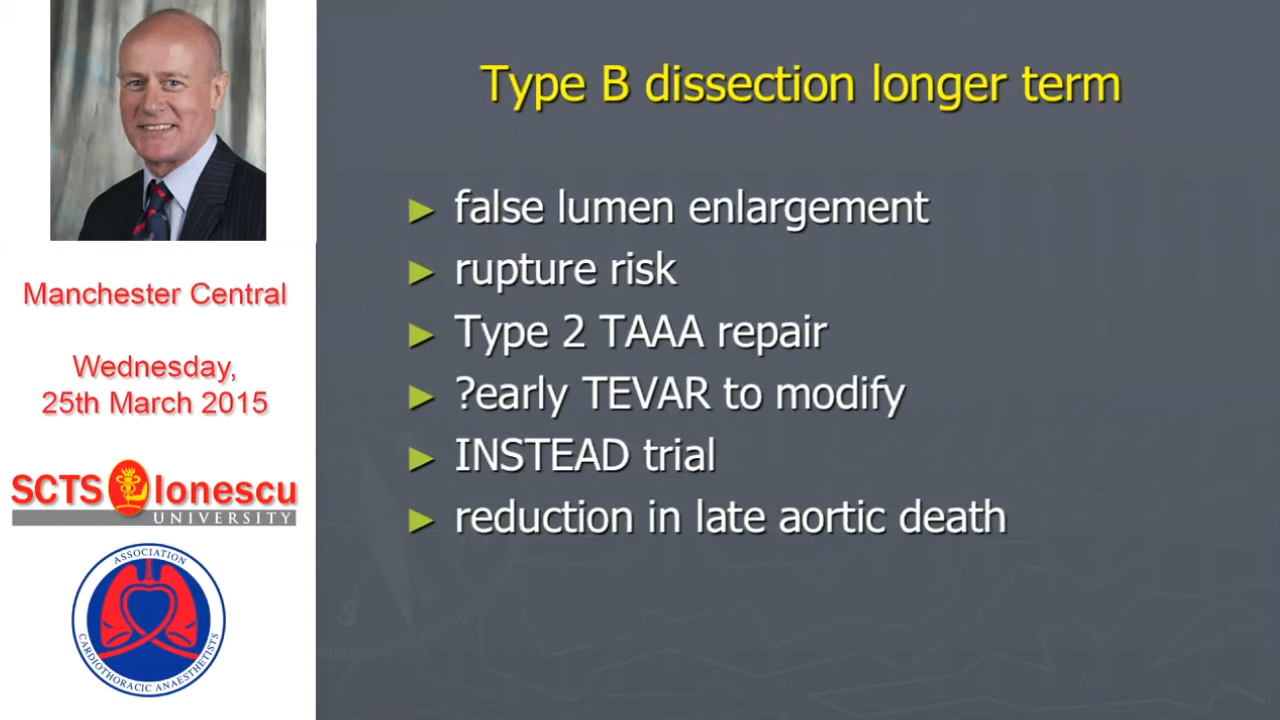 Manchester Central
Wednesday,
25th March 2015
SCTS Ionescu
UNIVERSITY
ASSOCIATION
CARDIOTHORACIC ANAESTHETISTS
Type B dissection longer term
► false lumen enlargement
► rupture risk
► Type 2 TAAA repair
► ?early TEVAR to modify
► INSTEAD trial
► reduction in late aortic death